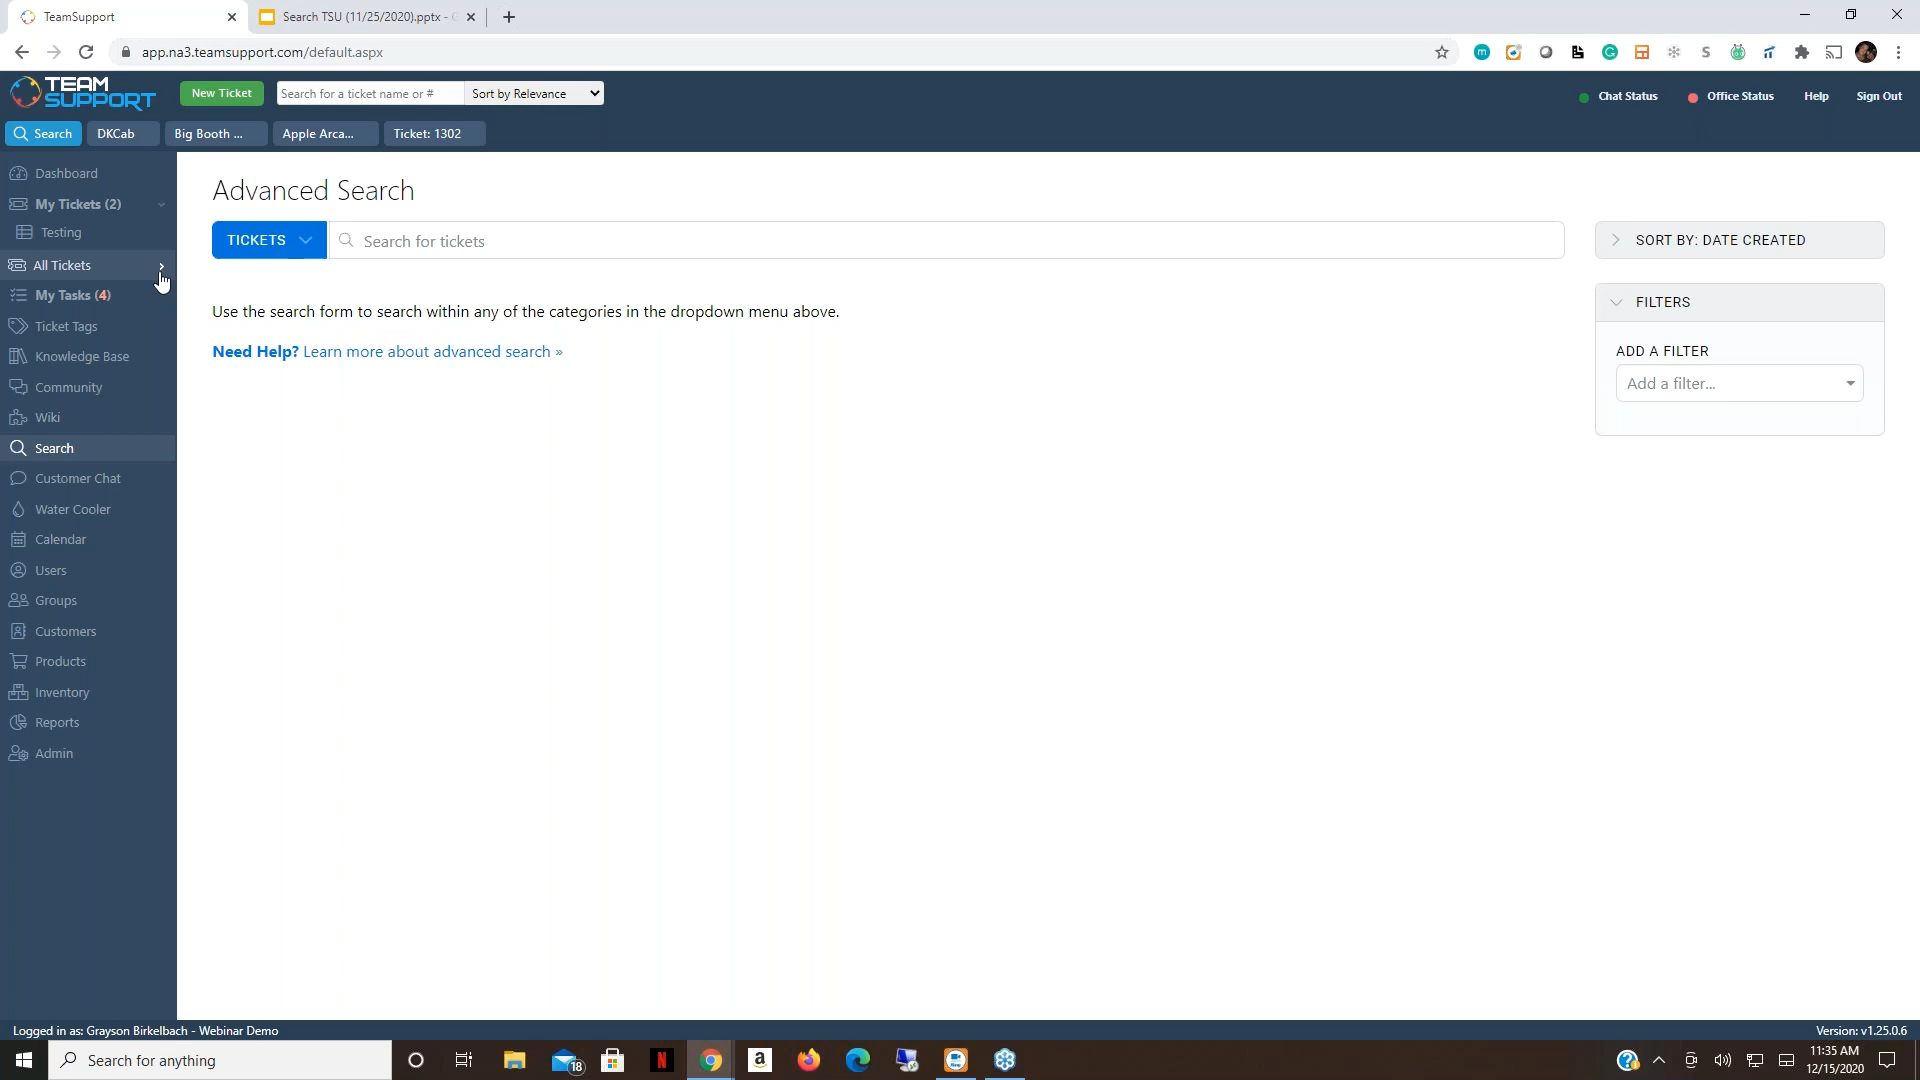 TeamSupport
Search TSU (11/25/2020).pptx - G
app.na3.teamsupport.com/default.aspx
TEAM SUPPORT
New Ticket
Search for a ticket name or #
Sort by Relevance
Chat Status
Office Status
Help
Sign Out
Search
DKCab
Big Booth ...
Apple Arca...
Ticket: 1302
Dashboard
My Tickets (2)
Testing
All Tickets
My Tasks (4)
Ticket Tags
Knowledge Base
Community
Wiki
Search
Customer Chat
Water Cooler
Calendar
Users
Groups
Customers
Products
Inventory
Reports
Admin
Advanced Search
TICKETS
Search for tickets
Use the search form to search within any of the categories in the dropdown menu above.
Need Help? Learn more about advanced search »
SORT BY: DATE CREATED
FILTERS
ADD A FILTER
Add a filter...
Logged in as: Grayson Birkelbach - Webinar Demo
Version: v1.25.0.6
Search for anything
18
11:35 AM
12/15/2020